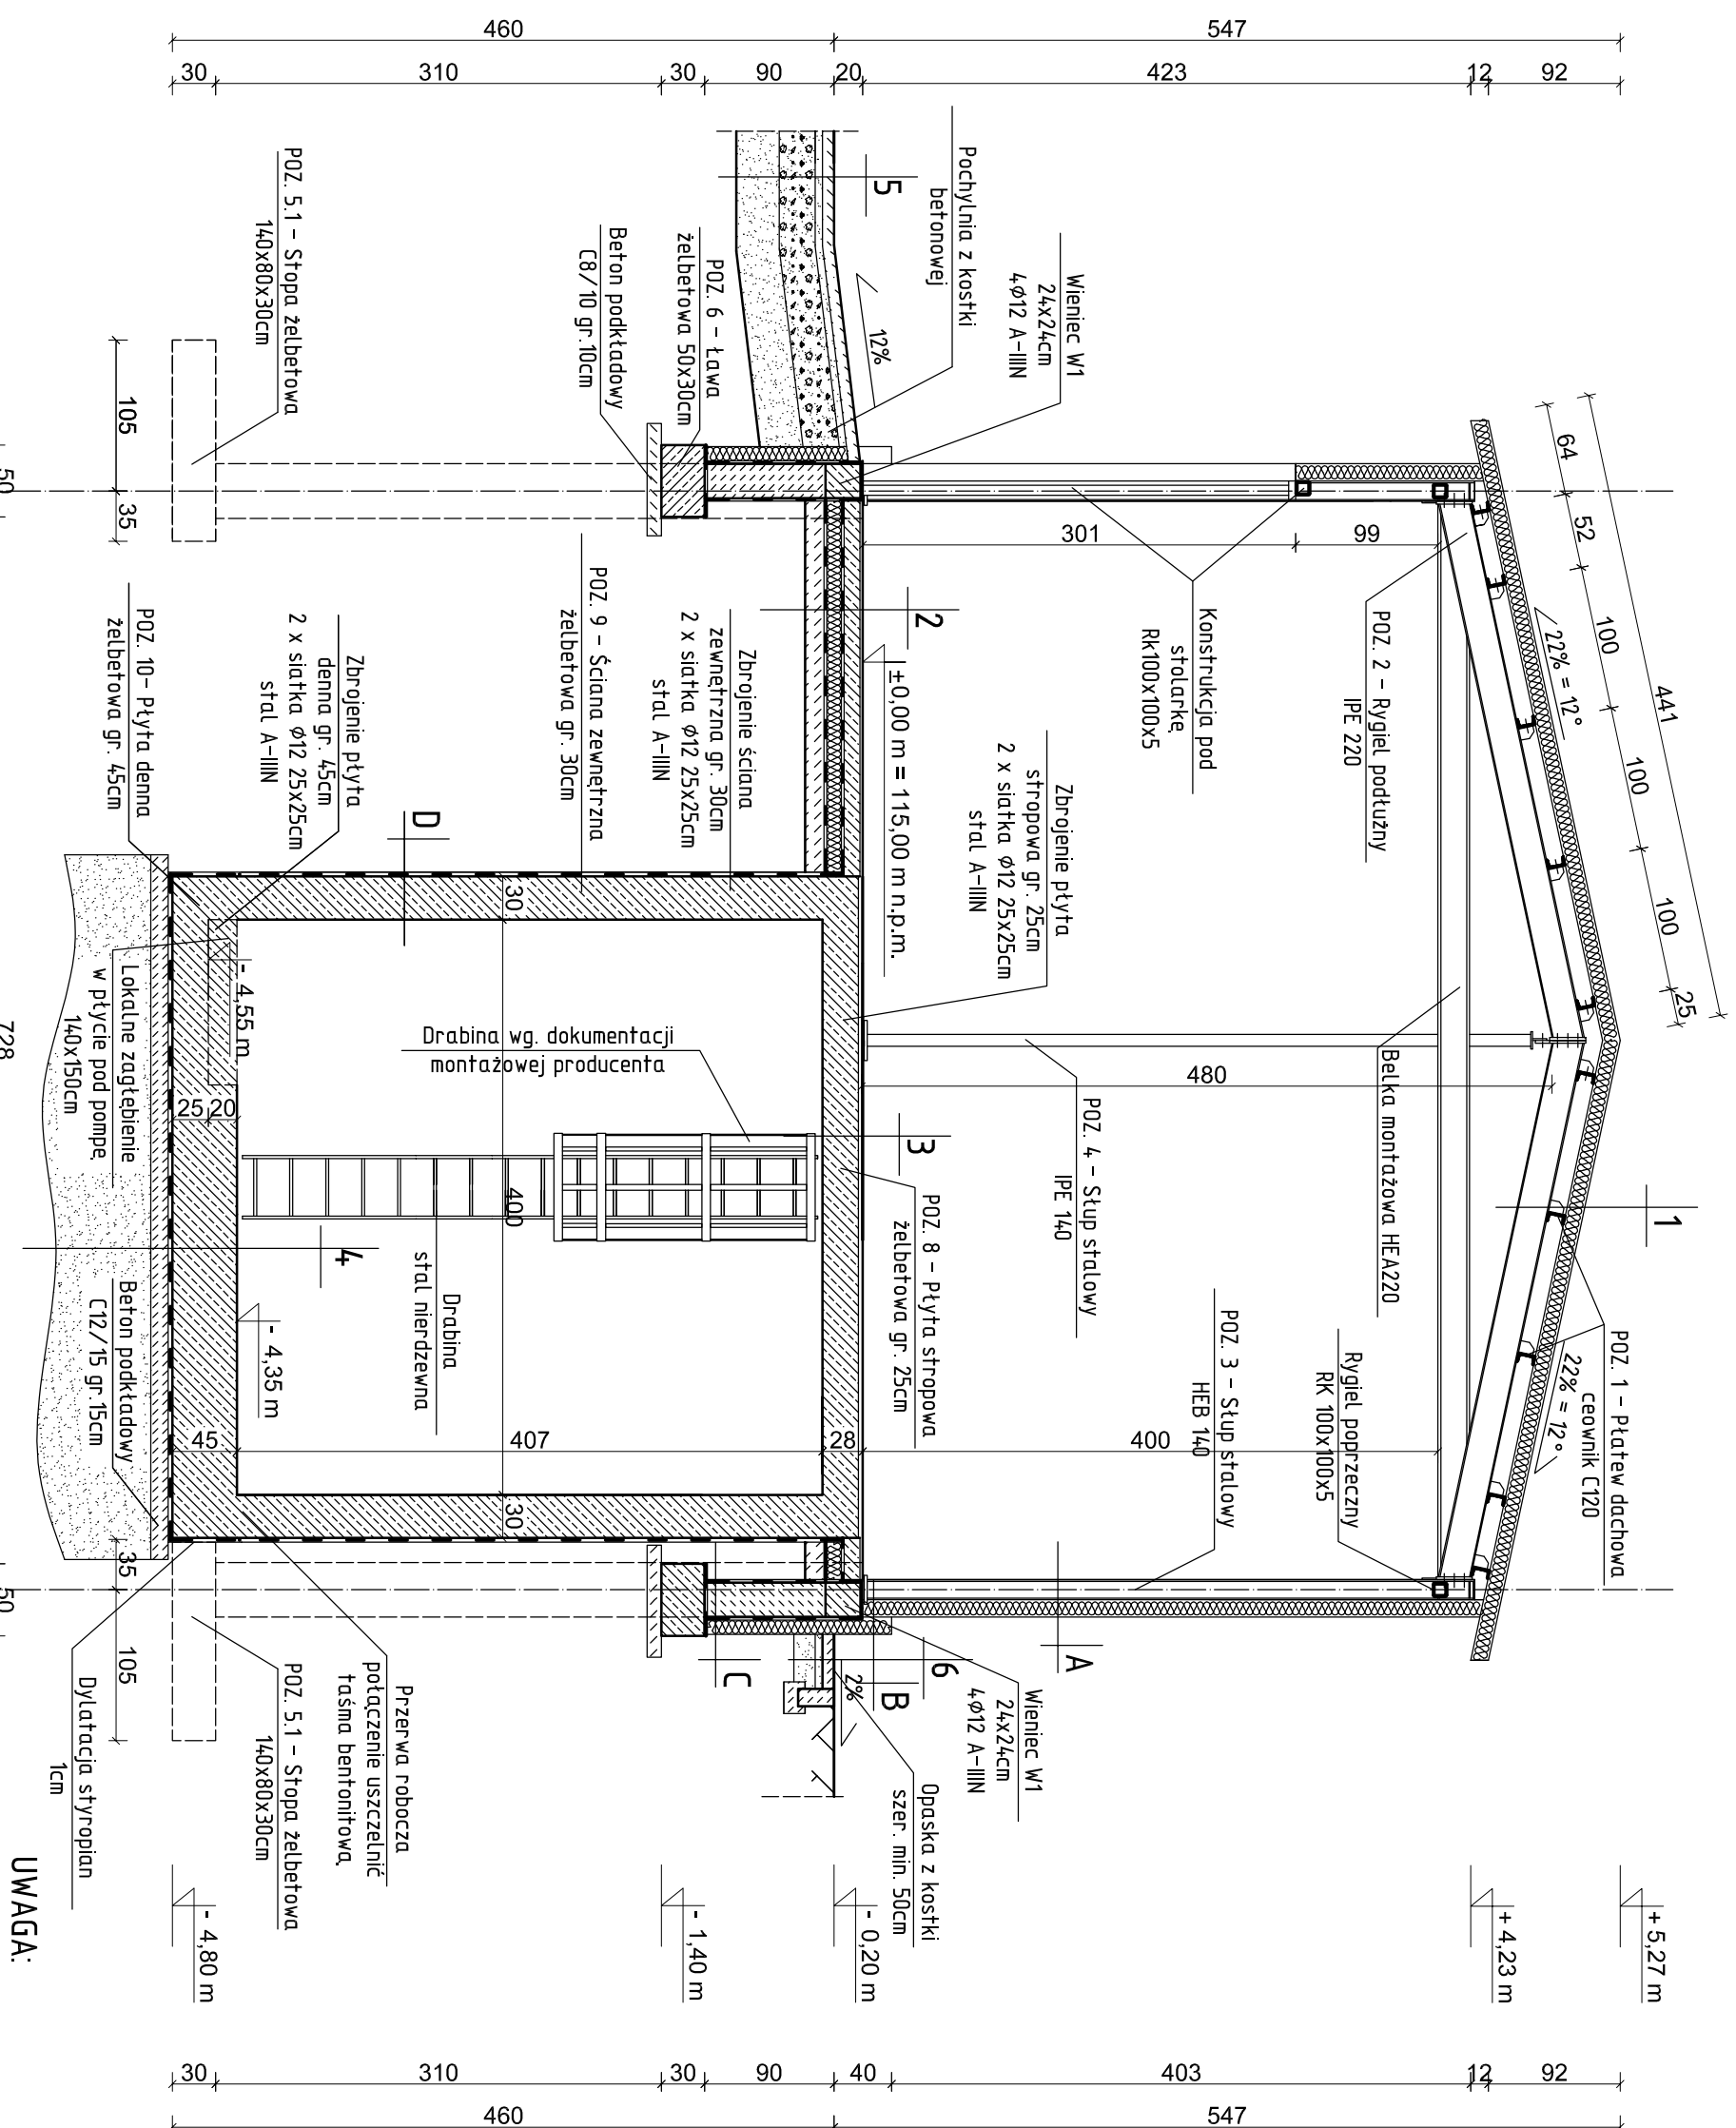 460
547
30
310
30
90
20
423
12
92
Pochylnia z kostki
betonowej
5
12%
Wieniec W1
24x24cm
4ϕ12 A-IIIN
POZ. 6 - Ława
żelbetowa 50x30cm
Beton podkładowy
C8/10 gr.10cm
POZ. 5.1 - Stopa żelbetowa
140x80x30cm
105
35
50
64
52
100
100
100
25
441
22% = 12°
301
99
POZ. 2 - Rygiel podłużny
IPE 220
Konstrukcja pod
stolarkę
Rk100x100x5
2
±0,00 m = 115,00 m n.p.m.
Zbrojenie płyta
stropowa gr. 25cm
2 x siatka ϕ12 25x25cm
stal A-IIIN
Zbrojenie ściana
zewnętrzna gr. 30cm
2 x siatka ϕ12 25x25cm
stal A-IIIN
POZ. 9 - Ściana zewnętrzna
żelbetowa gr. 30cm
Zbrojenie płyta
denna gr. 45cm
2 x siatka ϕ12 25x25cm
stal A-IIIN
POZ. 10- Płyta denna
żelbetowa gr. 45cm
D
30
- 4,55 m
Lokalne zagłębienie
w płycie pod pompę
140x150cm
Drabina wg. dokumentacji
montażowej producenta
25
20
728
480
Belka montażowa HEA220
POZ. 4 - Słup stalowy
IPE 140
3
POZ. 8 - Płyta stropowa
żelbetowa gr. 25cm
400
4
Drabina
stal nierdzewna
- 4,35 m
Beton podkładowy
C12/15 gr.15cm
1
POZ. 1 - Płatew dachowa
ceownik C120
22% = 12°
Rygiel poprzeczny
RK 100x100x5
POZ. 3 - Słup stalowy
HEB 140
45
407
28
400
30
35
105
50
A
6
B
C
2%
Wieniec W1
24x24cm
4ϕ12 A-IIIN
Opaska z kostki
szer. min. 50cm
Przerwa robocza
połączenie uszczelnić
taśmą bentonitową
POZ. 5.1 - Stopa żelbetowa
140x80x30cm
Dylatacja styropian
1cm
UWAGA:
- 4,80 m
- 1,40 m
- 0,20 m
+ 4,23 m
+ 5,27 m
30
310
30
90
40
403
12
92
460
547